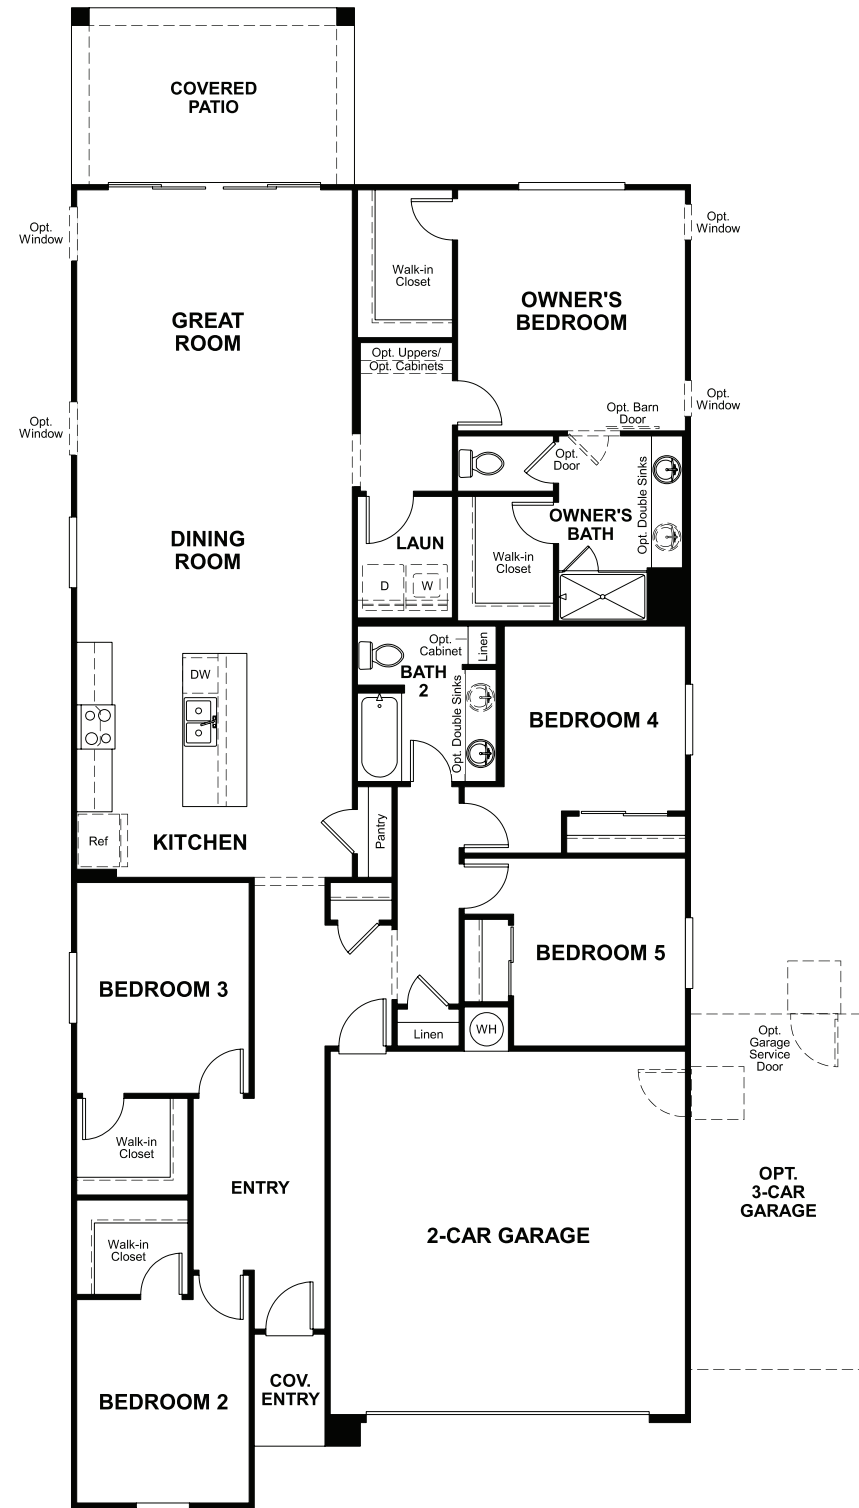 COVERED
PATIO
Opt.
Window
Opt.
Window
Walk-in
Closet
OWNER'S
BEDROOM
GREAT
ROOM
Opt. Uppers/
Opt. Cabinets
Opt.
Window
Opt.
Window
Opt. Barn
Door
Opt.
Door
Opt. Double Sinks
OWNER'S
BATH
DINING
ROOM
LAUN
Walk-in
Closet
D
W
Opt.
Cabinet
Linen
BATH
2
Opt. Double Sinks
DW
BEDROOM 4
Ref
KITCHEN
Pantry
BEDROOM 5
BEDROOM 3
Linen
WH
Opt.
Garage
Service
Door
Walk-in
Closet
ENTRY
OPT.
3-CAR
GARAGE
Walk-in
Closet
2-CAR GARAGE
BEDROOM 2
COV.
ENTRY